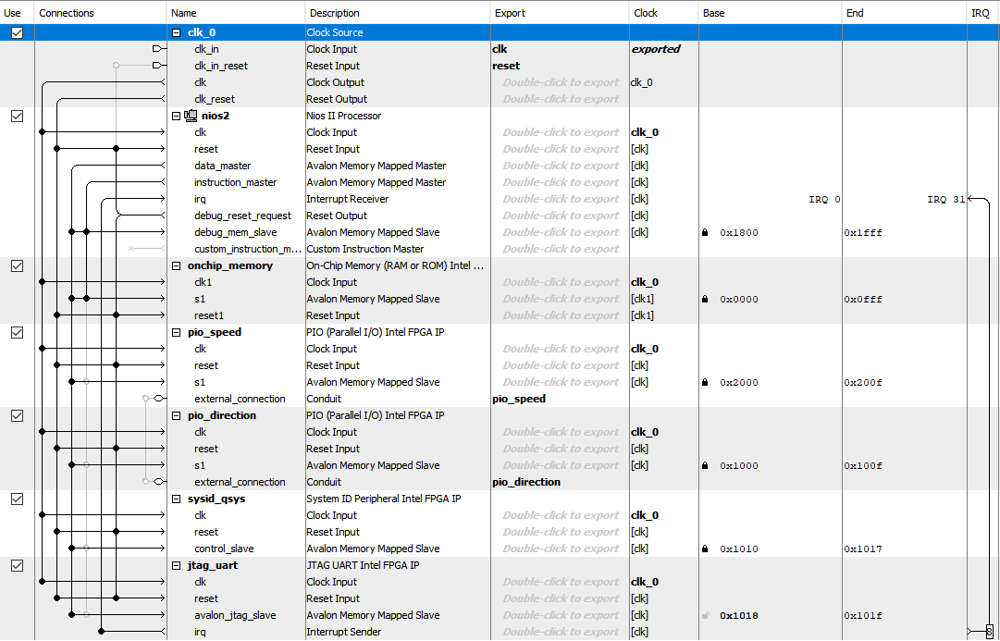 Use Connections Name Description Export Clock Base End IRQ
clk_0 Clock Source
clk_in Clock Input clk exported
clk_in_reset Reset Input reset
clk Clock Output Double-click to export clk_0
clk_reset Reset Output Double-click to export
nios2 Nios II Processor
clk Clock Input Double-click to export clk_0
reset Reset Input Double-click to export [clk]
data_master Avalon Memory Mapped Master Double-click to export [clk]
instruction_master Avalon Memory Mapped Master Double-click to export [clk]
irq Interrupt Receiver Double-click to export [clk] IRQ 0 IRQ 31
debug_reset_request Reset Output Double-click to export [clk]
debug_mem_slave Avalon Memory Mapped Slave Double-click to export [clk] 0x1800 0x1fff
custom_instruction_m... Custom Instruction Master Double-click to export
onchip_memory On-Chip Memory (RAM or ROM) Intel ...
clk1 Clock Input Double-click to export clk_0
s1 Avalon Memory Mapped Slave Double-click to export [clk1] 0x0000 0x0fff
reset1 Reset Input Double-click to export [clk1]
pio_speed PIO (Parallel I/O) Intel FPGA IP
clk Clock Input Double-click to export clk_0
reset Reset Input Double-click to export [clk]
s1 Avalon Memory Mapped Slave Double-click to export [clk] 0x2000 0x200f
external_connection Conduit pio_speed
pio_direction PIO (Parallel I/O) Intel FPGA IP
clk Clock Input Double-click to export clk_0
reset Reset Input Double-click to export [clk]
s1 Avalon Memory Mapped Slave Double-click to export [clk] 0x1000 0x100f
external_connection Conduit pio_direction
sysid_qsys System ID Peripheral Intel FPGA IP
clk Clock Input Double-click to export clk_0
reset Reset Input Double-click to export [clk]
control_slave Avalon Memory Mapped Slave Double-click to export [clk] 0x1010 0x1017
jtag_uart JTAG UART Intel FPGA IP
clk Clock Input Double-click to export clk_0
reset Reset Input Double-click to export [clk]
avalon_jtag_slave Avalon Memory Mapped Slave Double-click to export [clk] 0x1018 0x101f
irq Interrupt Sender Double-click to export [clk] 8